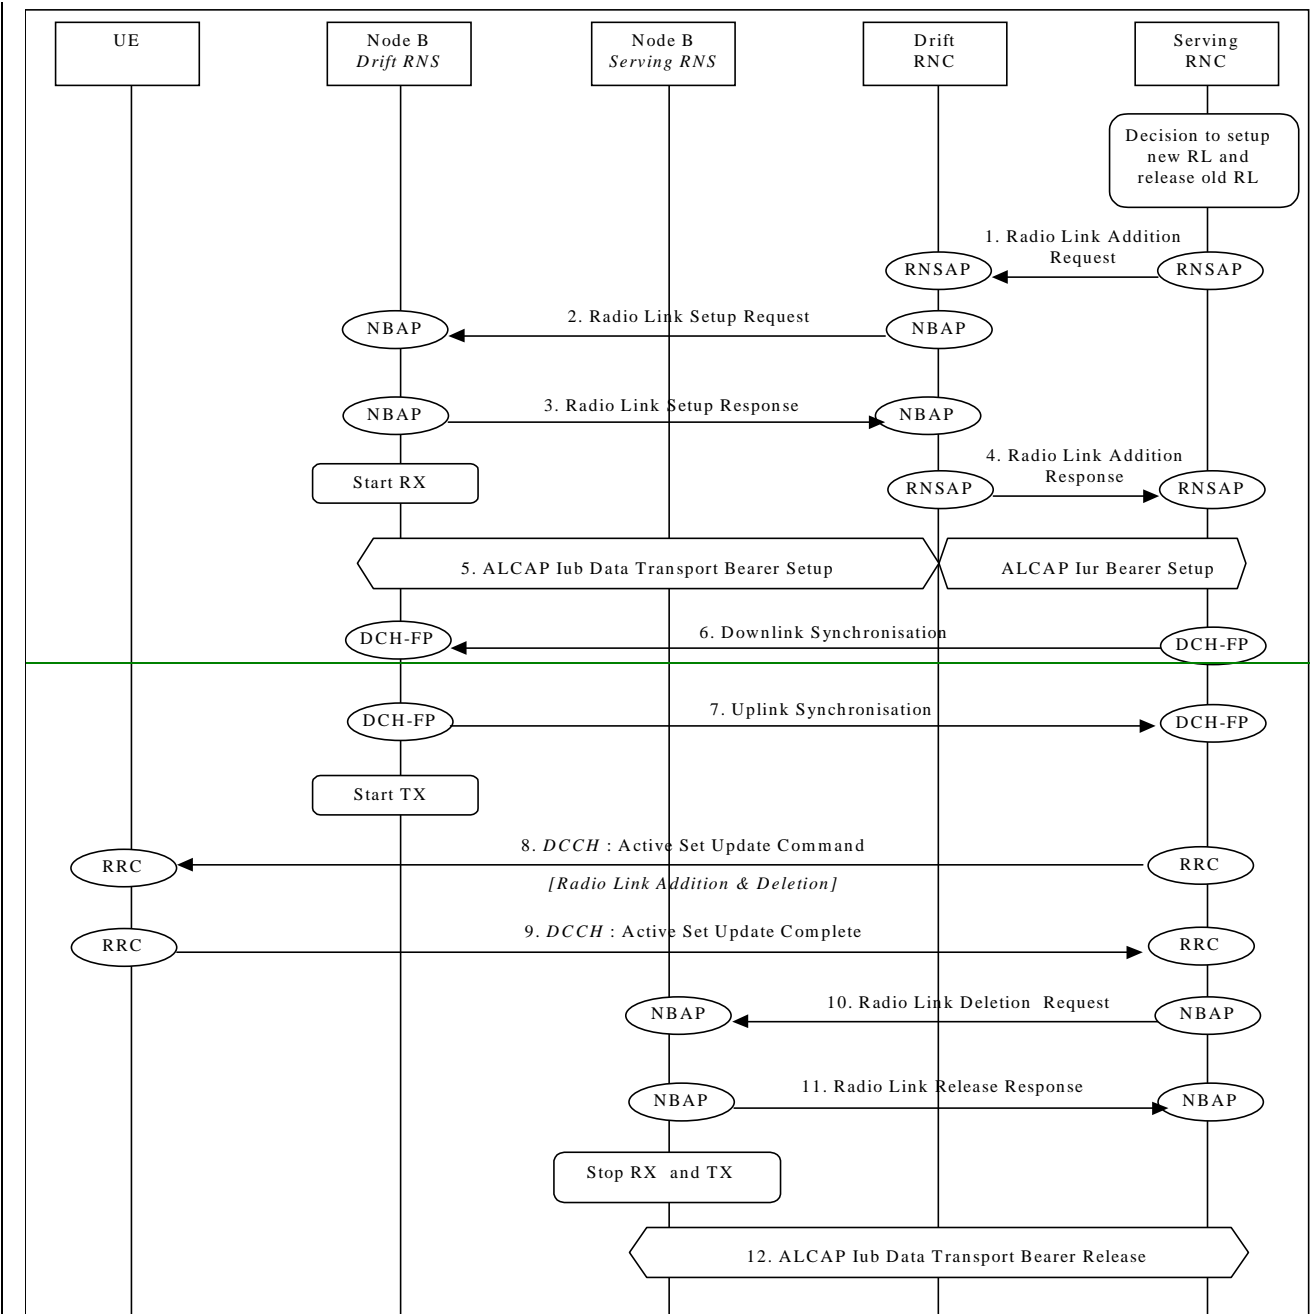 UE
Node B
Drift RNS
Node B
Serving RNS
Drift
RNC
Serving
RNC
Decision to setup
new RL and
release old RL
1. Radio Link Addition
Request
RNSAP
RNSAP
2. Radio Link Setup Request
NBAP
NBAP
3. Radio Link Setup Response
NBAP
NBAP
4. Radio Link Addition
Response
Start RX
RNSAP
RNSAP
5. ALCAP Iub Data Transport Bearer Setup
ALCAP Iur Bearer Setup
6. Downlink Synchronisation
DCH-FP
DCH-FP
7. Uplink Synchronisation
DCH-FP
DCH-FP
Start TX
8. DCCH : Active Set Update Command
RRC
RRC
[Radio Link Addition & Deletion]
9. DCCH : Active Set Update Complete
RRC
RRC
10. Radio Link Deletion Request
NBAP
NBAP
11. Radio Link Release Response
NBAP
NBAP
Stop RX and TX
12. ALCAP Iub Data Transport Bearer Release